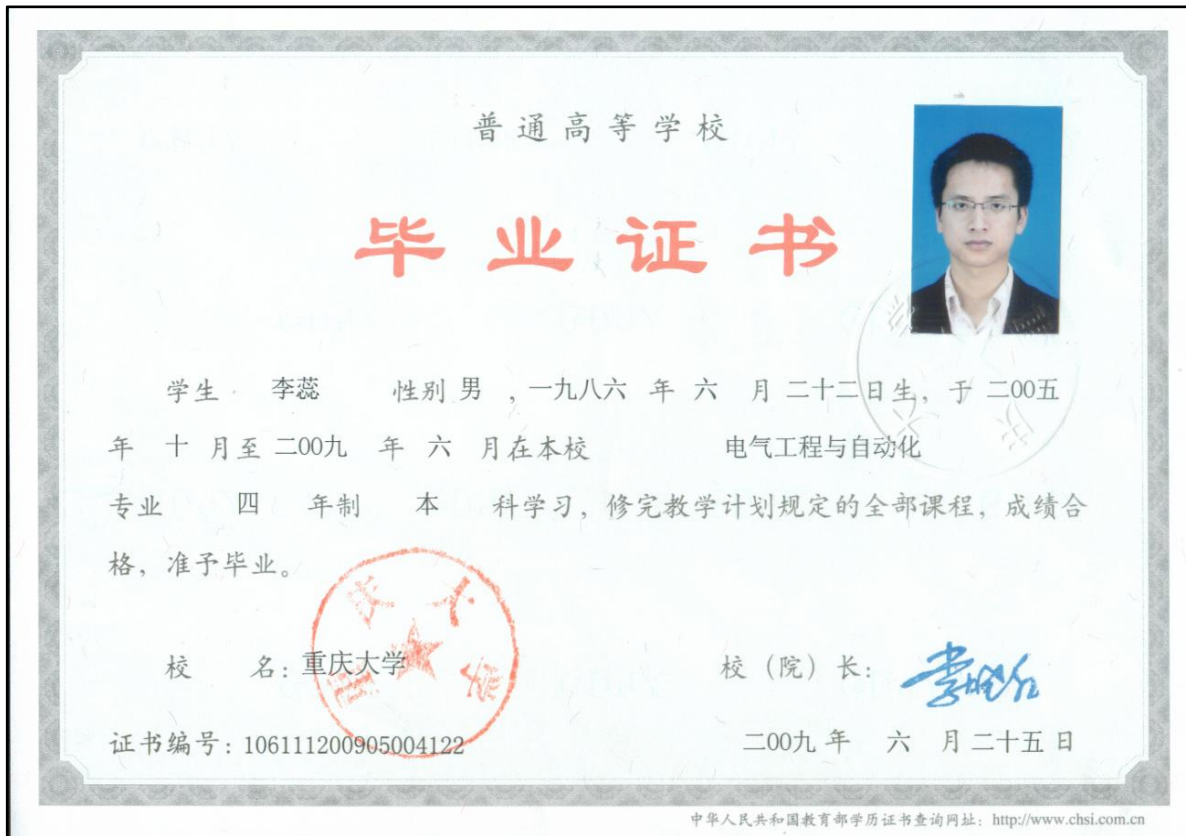 普通高等学校
毕业证书
学生 李蕊 性别 男 ，一九八六 年 六 月 二十二日生，于 二00五
年 十 月至 二00九 年 六 月在本校 电气工程与自动化
专业 四 年制 本 科学习，修完教学计划规定的全部课程，成绩合
格，准予毕业。
校 名：重庆大学
重庆大学
校（院）长：
证书编号：106111200905004122
二00九 年 六 月 二十五 日
中华人民共和国教育部学历证书查询网址：http://www.chsi.com.cn